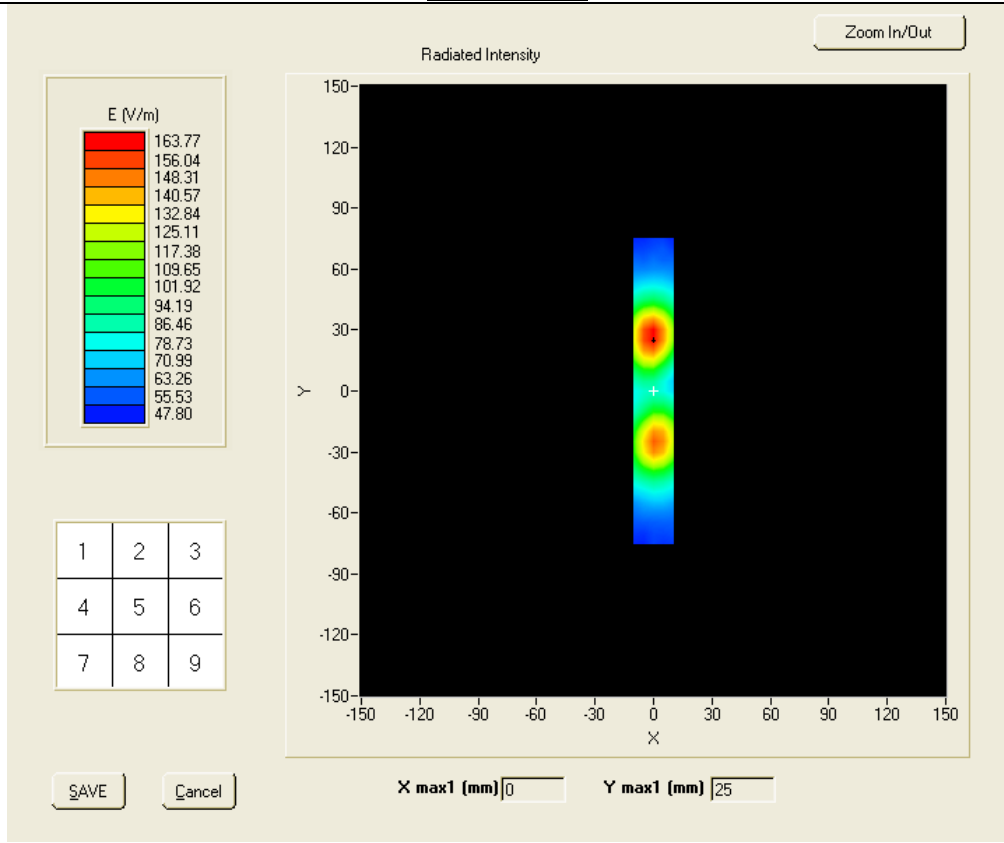 Zoom In/Out
Radiated Intensity
E (V/m)
163.77
156.04
148.31
140.57
132.84
125.11
117.38
109.65
101.92
94.19
86.46
78.73
70.99
63.26
55.53
47.80
150
120
90
60
30
0
-30
-60
-90
-120
-150
Y
-150 -120 -90 -60 -30 0 30 60 90 120 150
X
1 2 3
4 5 6
7 8 9
SAVE Cancel
X max1 (mm) 0 Y max1 (mm) 25